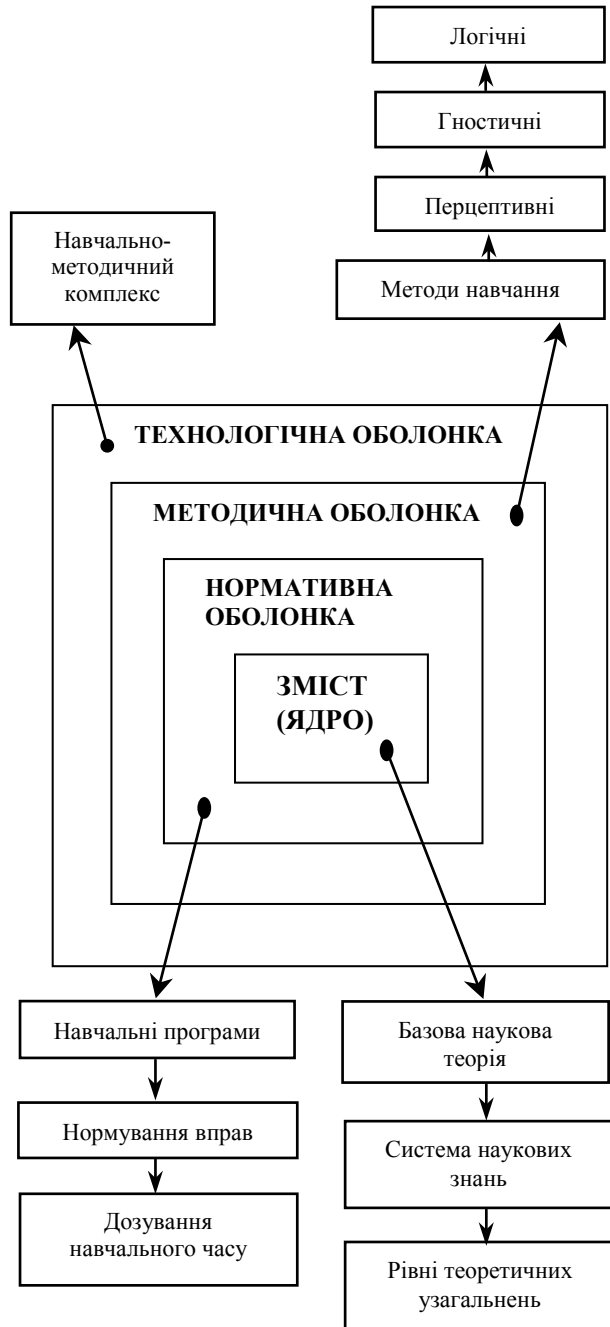 Логічні
Гностичні
Перцептивні
Навчально-
методичний
комплекс
Методи навчання
ТЕХНОЛОГІЧНА ОБОЛОНКА
МЕТОДИЧНА ОБОЛОНКА
НОРМАТИВНА
ОБОЛОНКА
ЗМІСТ
(ЯДРО)
Навчальні програми
Нормування вправ
Дозування
навчального часу
Базова наукова
теорія
Система наукових
знань
Рівні теоретичних
узагальнень